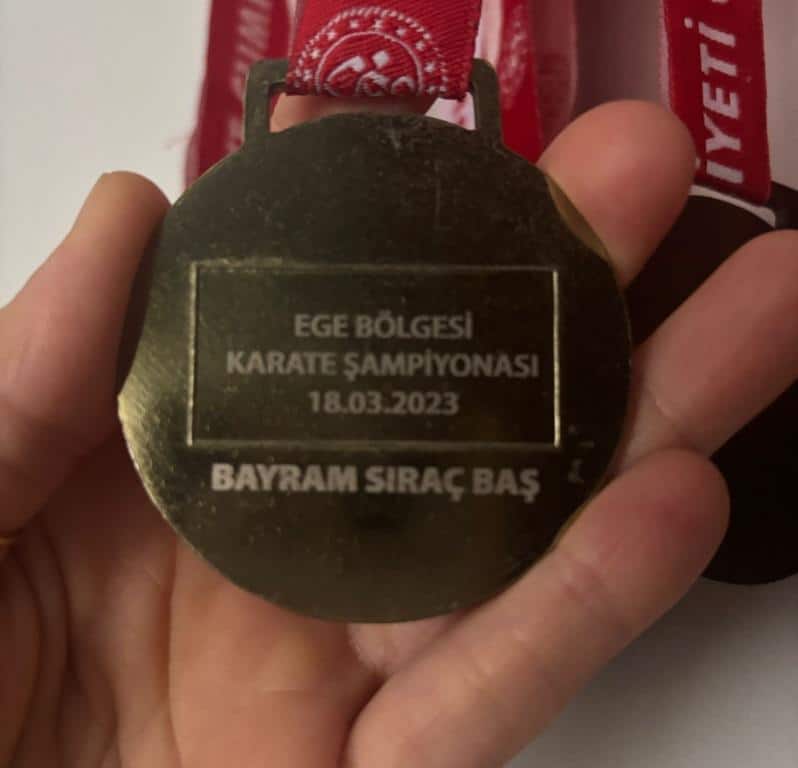 EGE BÖLGESİ
KARATE ŞAMPİYONASI
18.03.2023
BAYRAM SIRAÇ BAŞ
İYETİ